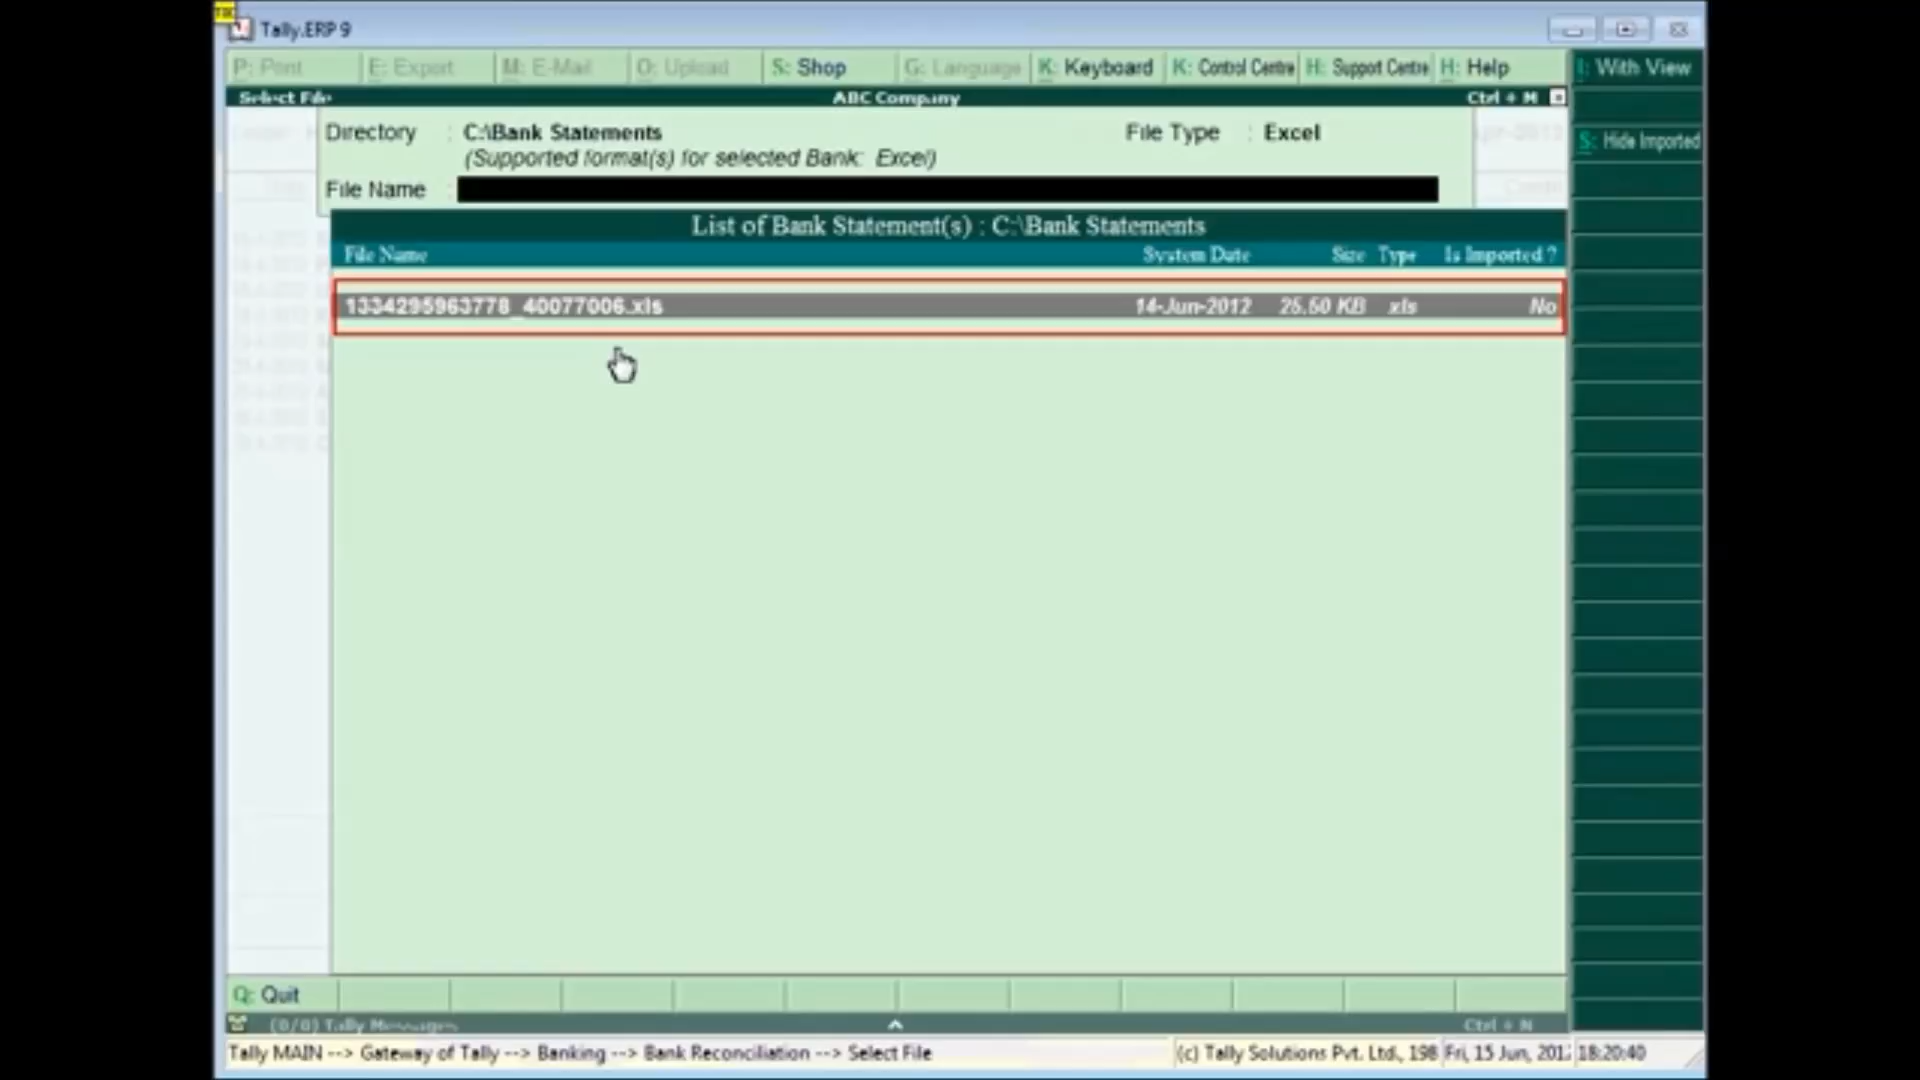 Tally.ERP 9
P: Print E: Export M: E-Mail O: Upload S: Shop G: Language K: Keyboard K: Control Centre H: Support Centre H: Help
I: With View
Select File ABC Company Ctrl + M
Directory : C:\Bank Statements File Type : Excel
S: Hide Imported
(Supported format(s) for selected Bank: Excel)
File Name :
List of Bank Statement(s) : C:\Bank Statements
File Name System Date Size Type Is Imported ?
1334295963778_40077006.xls 14-Jun-2012 25.50 KB xls No
Q: Quit
(0/0) Tally Messages Ctrl + N
Tally MAIN --> Gateway of Tally --> Banking --> Bank Reconciliation --> Select File (c) Tally Solutions Pvt. Ltd., 198 Fri, 15 Jun, 201 18:20:40